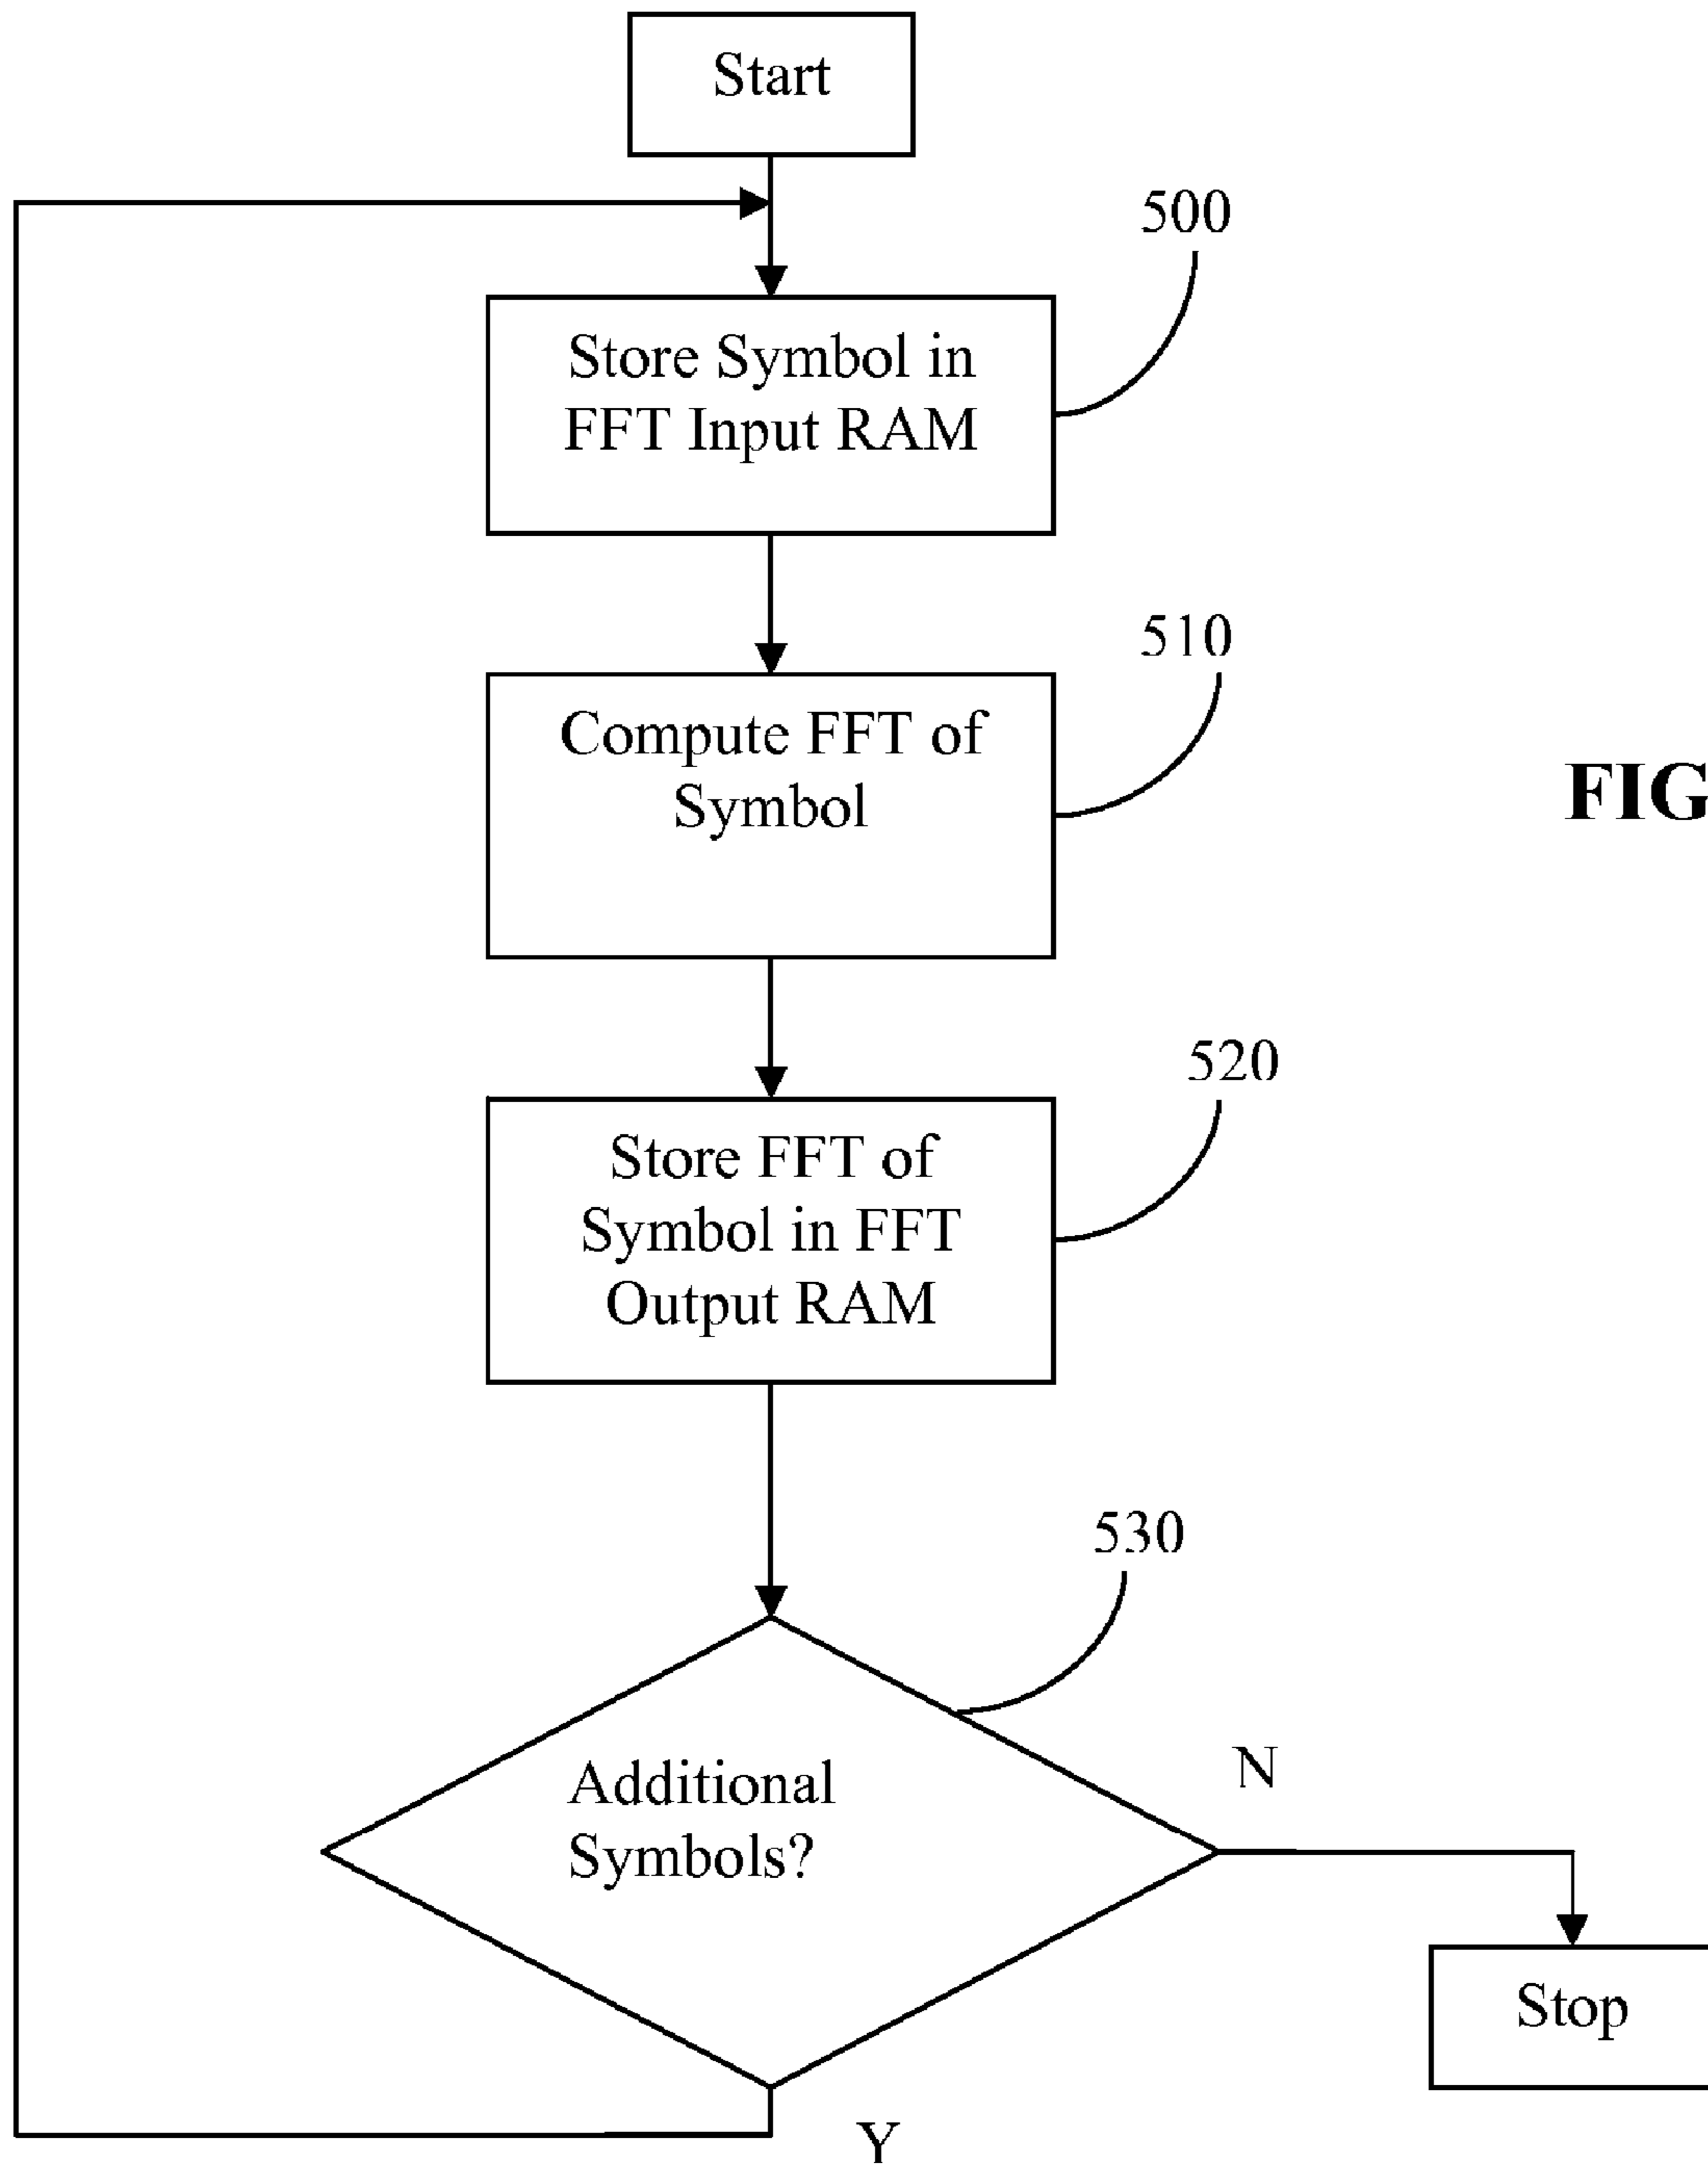 Start
500
Store Symbol in
FFT Input RAM
510
Compute FFT of
Symbol
FIG
520
Store FFT of
Symbol in FFT
Output RAM
530
Additional
Symbols?
N
Stop
Y